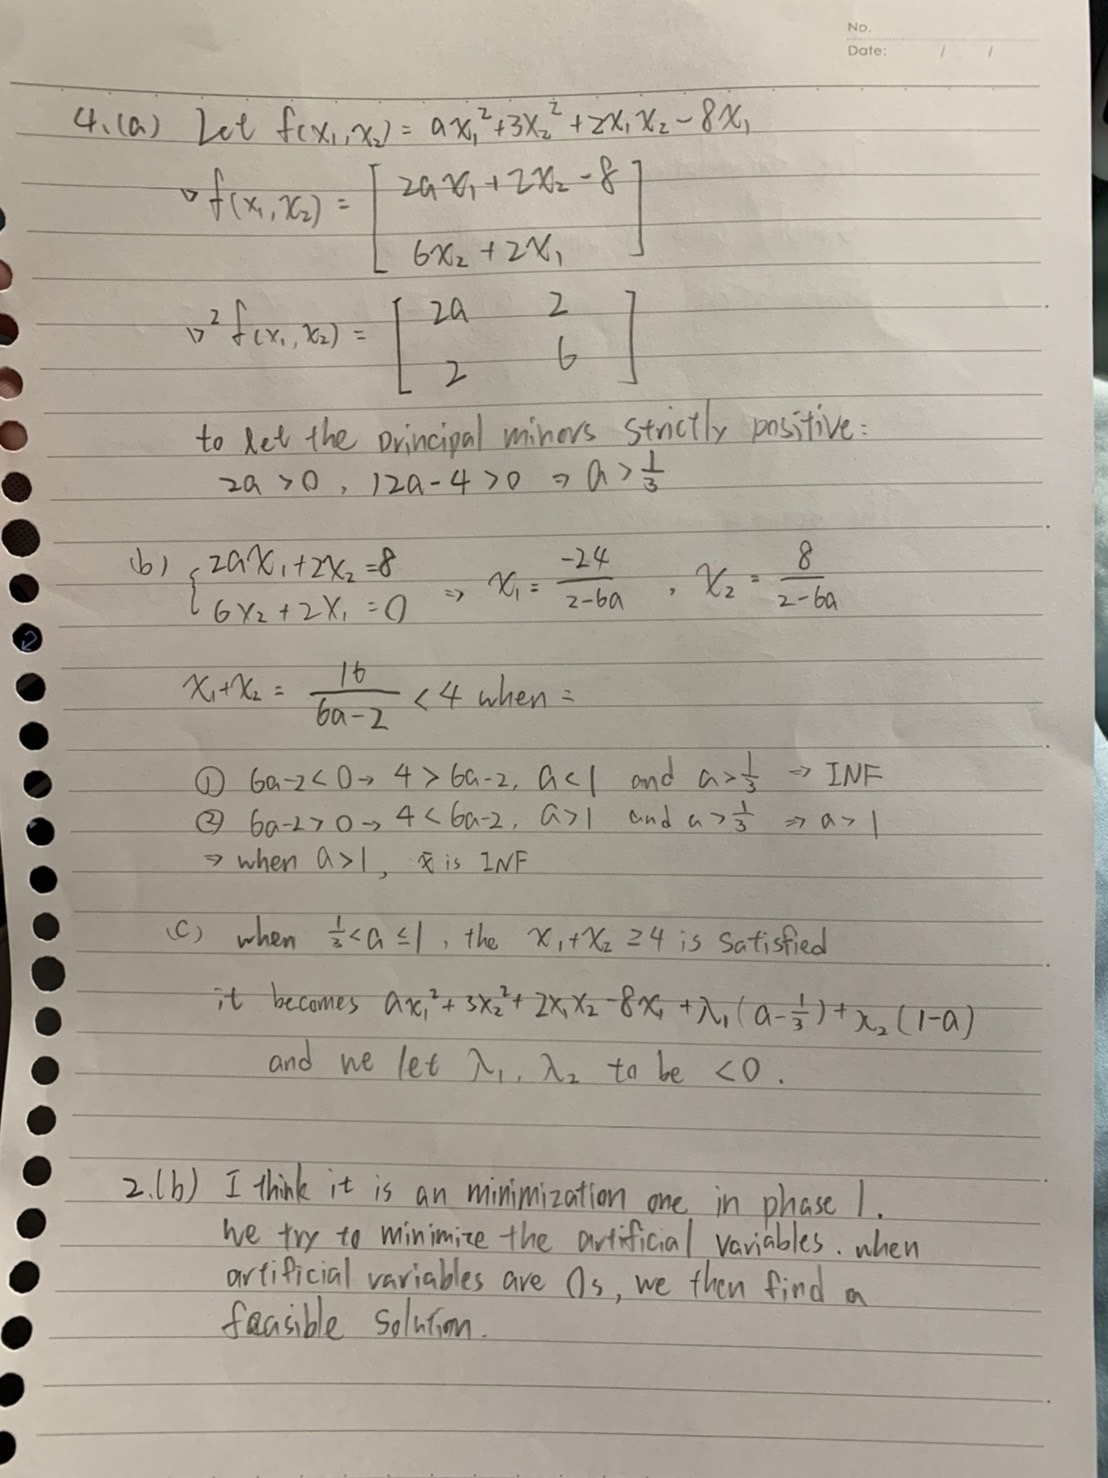 No.
Date: / /
4.(a) Let f(x₁,x₂) = ax₁²+3x₂²+2x₁x₂-8x₁
∇f(x₁,x₂) = [ 2ax₁+2x₂-8
6x₂+2x₁ ]
∇²f(x₁,x₂) = [ 2a 2
2 6 ]
to let the principal minors strictly positive:
2a>0, 12a-4>0 ⇒ a>1/3
(b) { 2ax₁+2x₂=8
6x₂+2x₁=0 ⇒ x₁ = -24/(2-6a) , x₂ = 8/(2-6a)
x₁+x₂ = 16/(6a-2) < 4 when =
① 6a-2<0 → 4>6a-2, a<1 and a>1/3 ⇒ INF
② 6a-2>0 → 4<6a-2, a>1 and a>1/3 ⇒ a>1
⇒ when a>1, x̄ is INF
(c) when 1/3<a≤1, the x₁+x₂≥4 is satisfied
it becomes ax₁²+3x₂²+2x₁x₂-8x₁+λ₁(a-1/3)+x₂(1-a)
and we let λ₁, λ₂ to be <0.
2.(b) I think it is an minimization one in phase 1.
We try to minimize the artificial variables. when
artificial variables are 0s, we then find a
feasible solution.